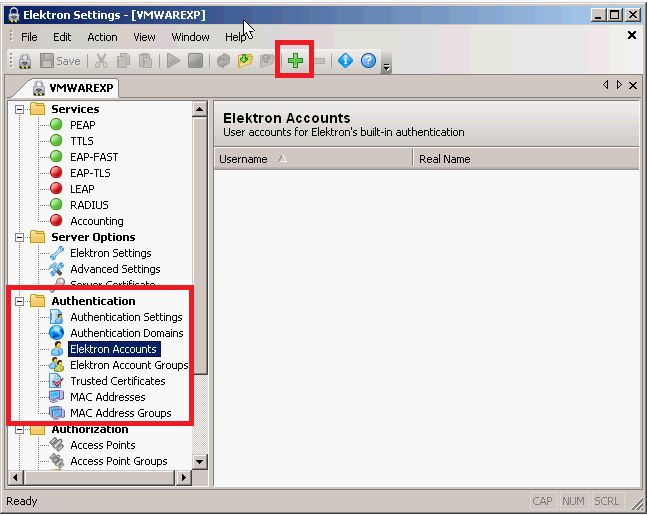 Elektron Settings - [VMWAREXP]
File Edit Action View Window Help
Save
VMWAREXP
Services
PEAP
TTLS
EAP-FAST
EAP-TLS
LEAP
RADIUS
Accounting
Server Options
Elektron Settings
Advanced Settings
Server Certificate
Authentication
Authentication Settings
Authentication Domains
Elektron Accounts
Elektron Account Groups
Trusted Certificates
MAC Addresses
MAC Address Groups
Authorization
Access Points
Access Point Groups
Elektron Accounts
User accounts for Elektron's built-in authentication
Username Real Name
Ready CAP NUM SCRL